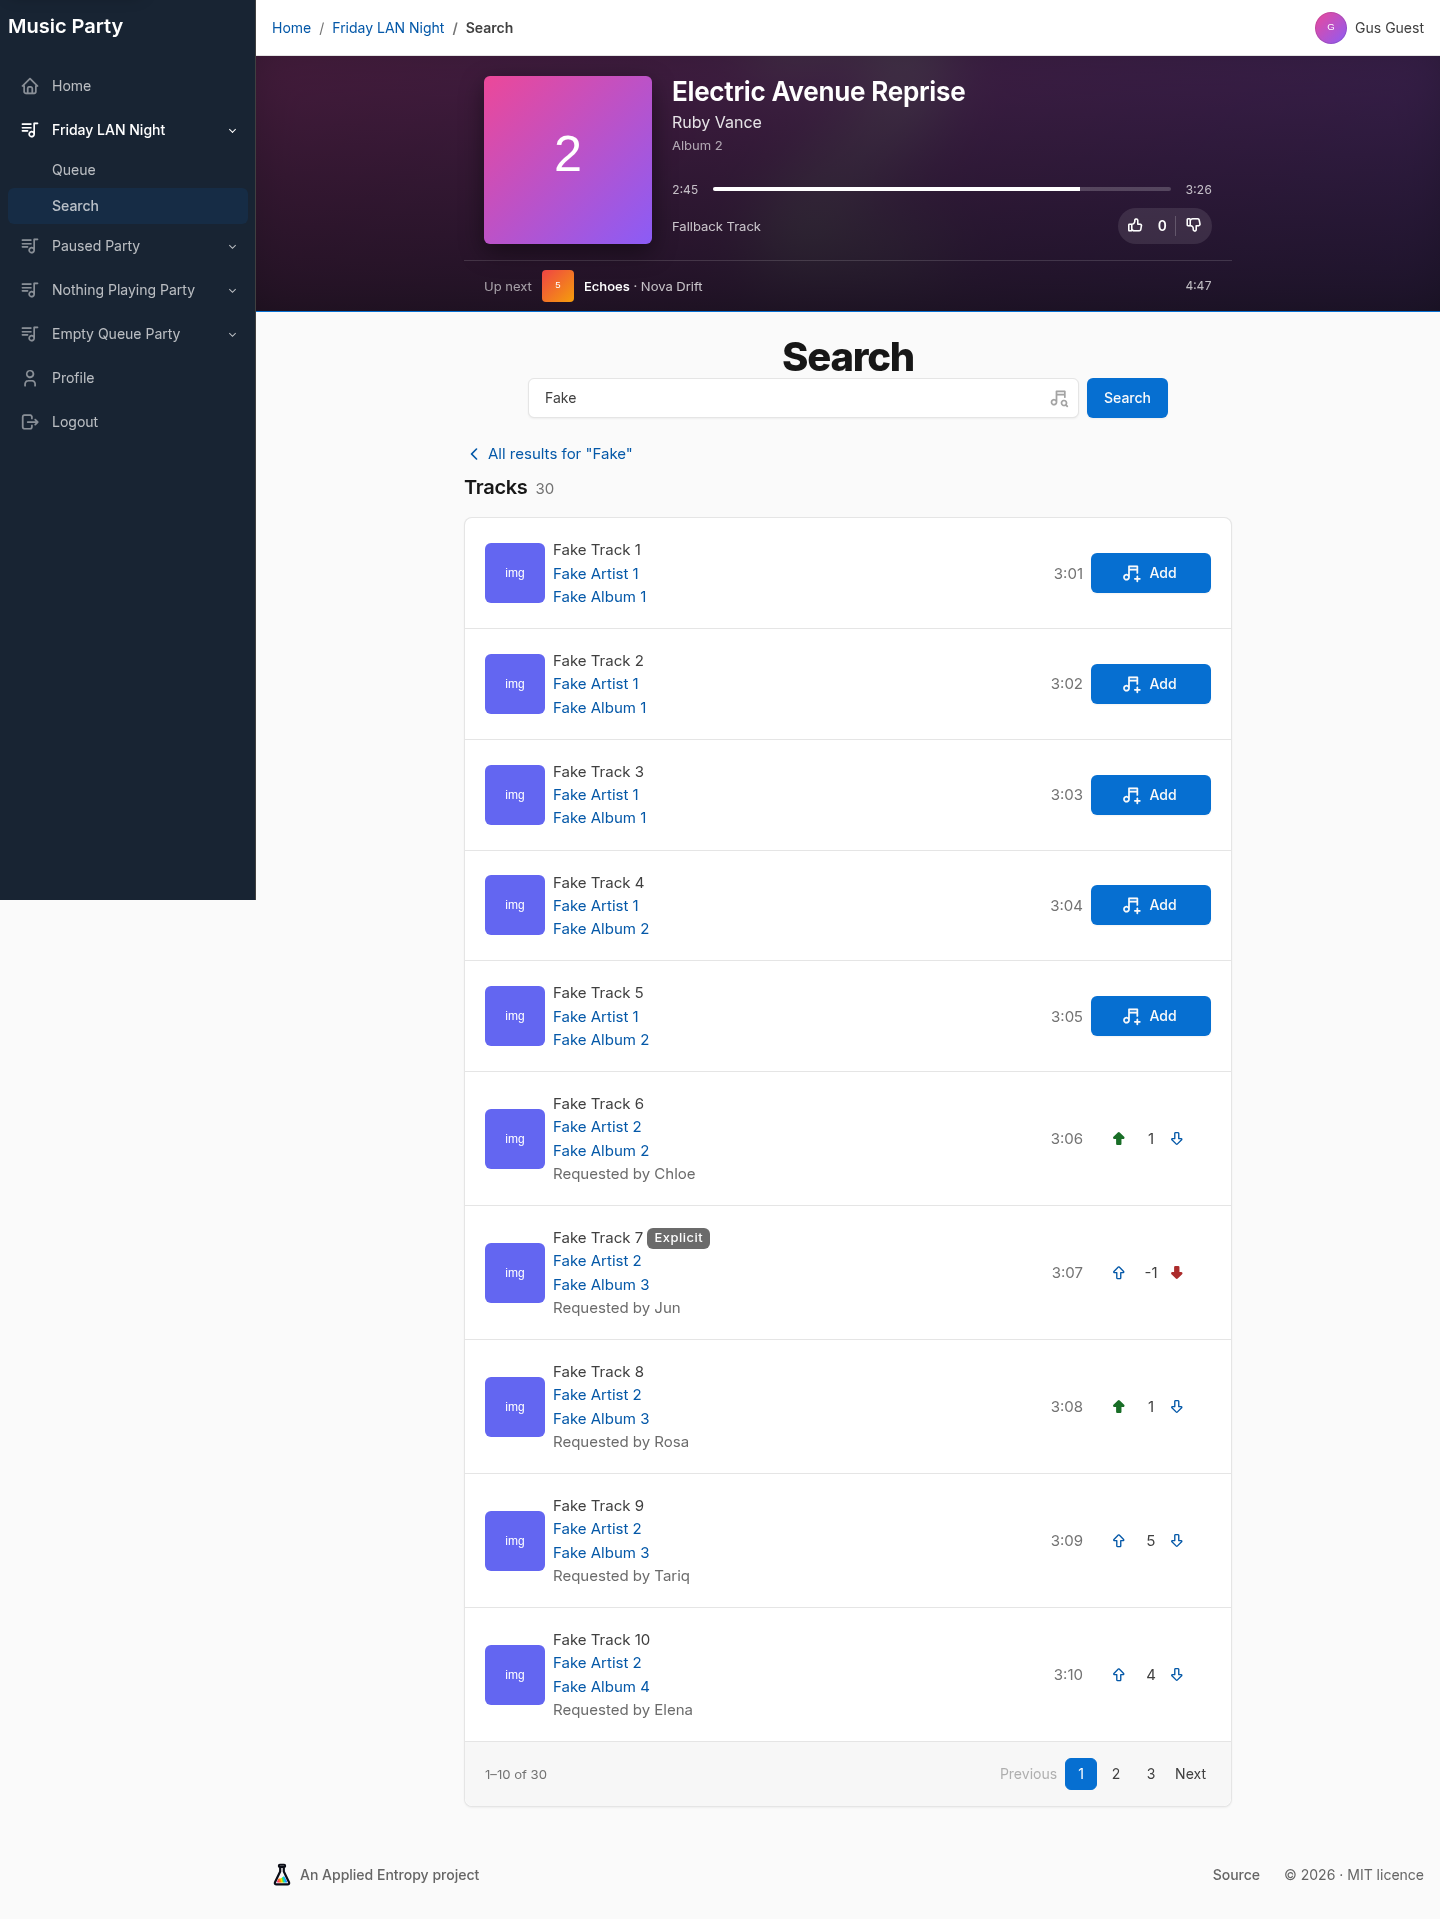 Music Party
Home
Friday LAN Night
Queue
Search
Paused Party
Nothing Playing Party
Empty Queue Party
Profile
Logout
Home / Friday LAN Night / Search
G Gus Guest
2
Electric Avenue Reprise
Ruby Vance
Album 2
2:45 3:26
Fallback Track 0
Up next 5 Echoes · Nova Drift 4:47
Search
Fake Search
All results for "Fake"
Tracks 30
Fake Track 1
img Fake Artist 1 3:01 Add
Fake Album 1
Fake Track 2
img Fake Artist 1 3:02 Add
Fake Album 1
Fake Track 3
img Fake Artist 1 3:03 Add
Fake Album 1
Fake Track 4
img Fake Artist 1 3:04 Add
Fake Album 2
Fake Track 5
img Fake Artist 1 3:05 Add
Fake Album 2
Fake Track 6
Fake Artist 2
img 3:06 1
Fake Album 2
Requested by Chloe
Fake Track 7 Explicit
Fake Artist 2
img 3:07 -1
Fake Album 3
Requested by Jun
Fake Track 8
Fake Artist 2
img 3:08 1
Fake Album 3
Requested by Rosa
Fake Track 9
Fake Artist 2
img 3:09 5
Fake Album 3
Requested by Tariq
Fake Track 10
Fake Artist 2
img 3:10 4
Fake Album 4
Requested by Elena
1–10 of 30 Previous 1 2 3 Next
An Applied Entropy project Source © 2026 · MIT licence